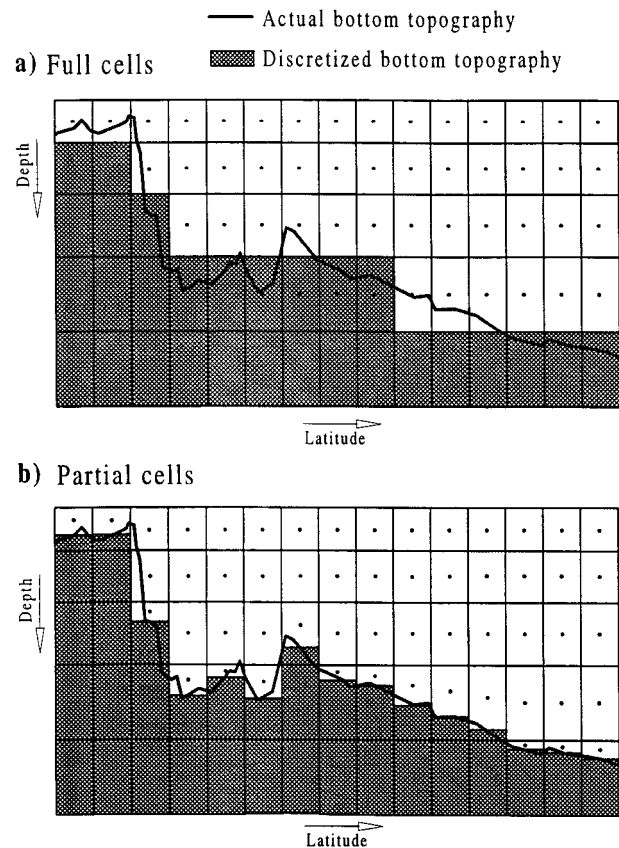 Actual bottom topography
Discretized bottom topography
a) Full cells
Depth
Latitude
b) Partial cells
Depth
Latitude